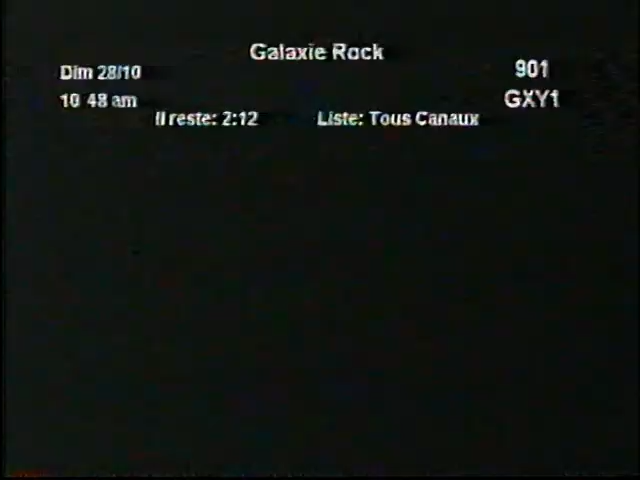 Galaxie Rock
Dim 28/10
901
10 48 am
GXY1
Il reste: 2:12
Liste: Tous Canaux